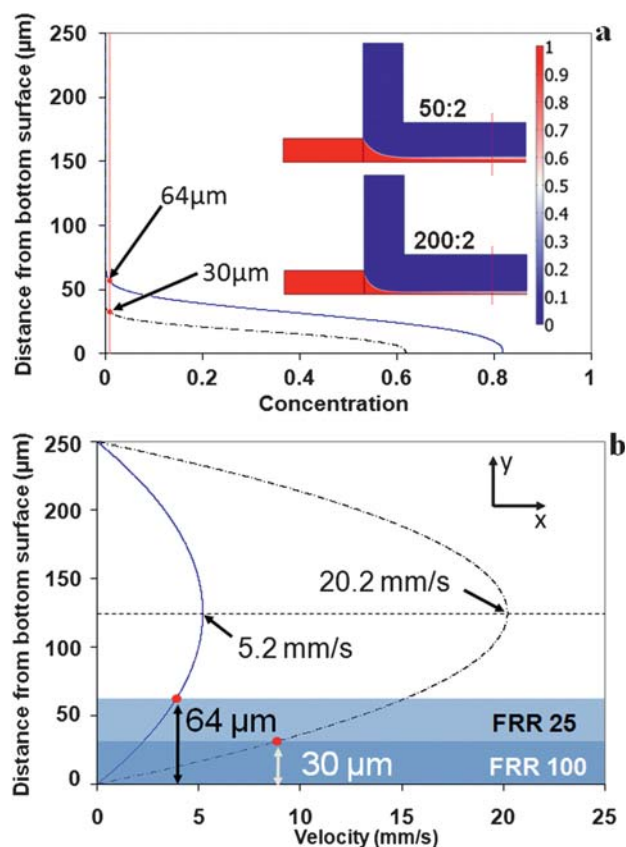 a
Distance from bottom surface (µm)
250
200
150
100
50
0
64µm
30µm
50:2
200:2
1
0.9
0.8
0.7
0.6
0.5
0.4
0.3
0.2
0.1
0
0
0.2
0.4
0.6
0.8
1
Concentration
b
Distance from bottom surface (µm)
250
200
150
100
50
0
y
x
20.2 mm/s
5.2 mm/s
64 µm
30 µm
FRR 25
FRR 100
0
5
10
15
20
25
Velocity (mm/s)